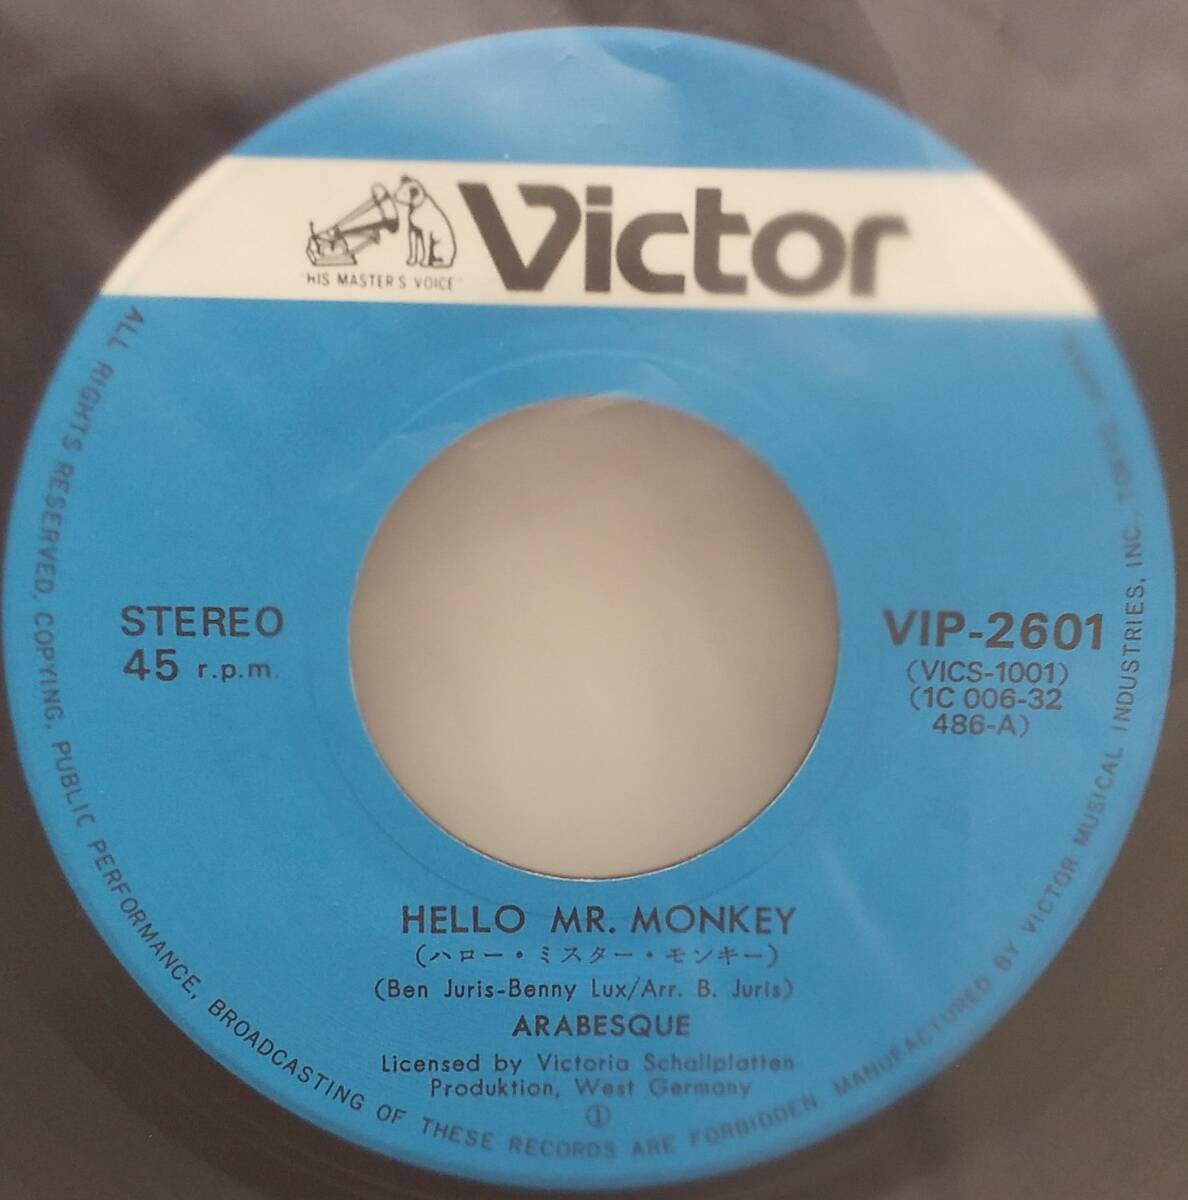 "HIS MASTER'S VOICE"
Victor
STEREO
45 r.p.m.
VIP-2601
(VICS-1001)
(1C 006-32
486-A)
HELLO MR. MONKEY
(ハロー・ミスター・モンキー)
(Ben Juris-Benny Lux/Arr. B. Juris)
ARABESQUE
Licensed by Victoria Schallplatten
Produktion, West Germany
①
ALL RIGHTS RESERVED, COPYING, PUBLIC PERFORMANCE, BROADCASTING OF THESE RECORDS ARE FORBIDDEN MANUFACTURED BY VICTOR MUSICAL INDUSTRIES, INC., TOKYO,